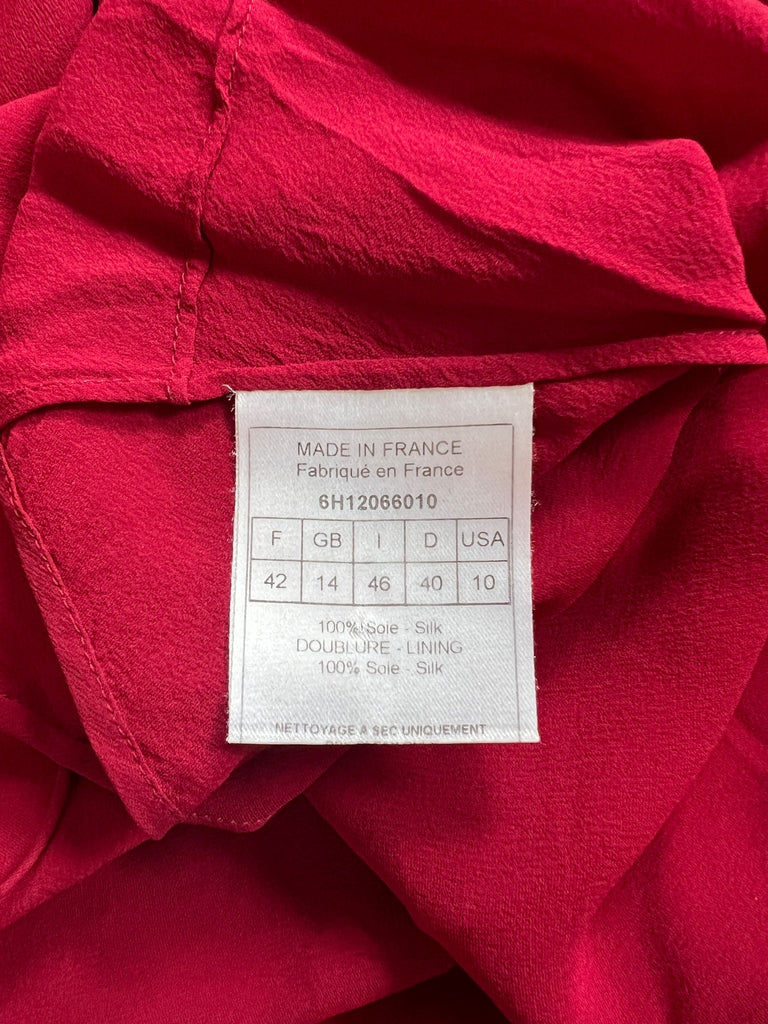 MADE IN FRANCE
Fabriqué en France
6H12066010
F GB I D USA
42 14 46 40 10
100% Soie - Silk
DOUBLURE - LINING
100% Soie - Silk
NETTOYAGE A SEC UNIQUEMENT